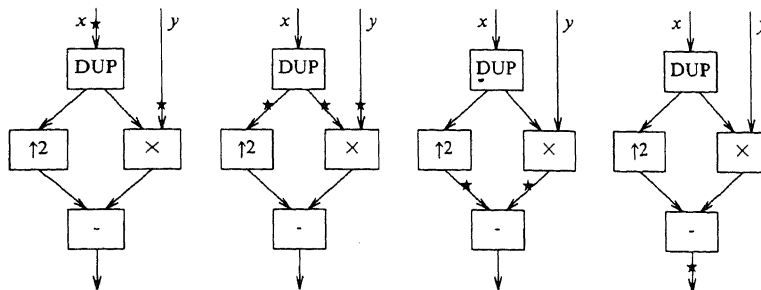 x y x y x y x y
DUP DUP DUP DUP
↑2 × ↑2 × ↑2 × ↑2 ×
- - - -